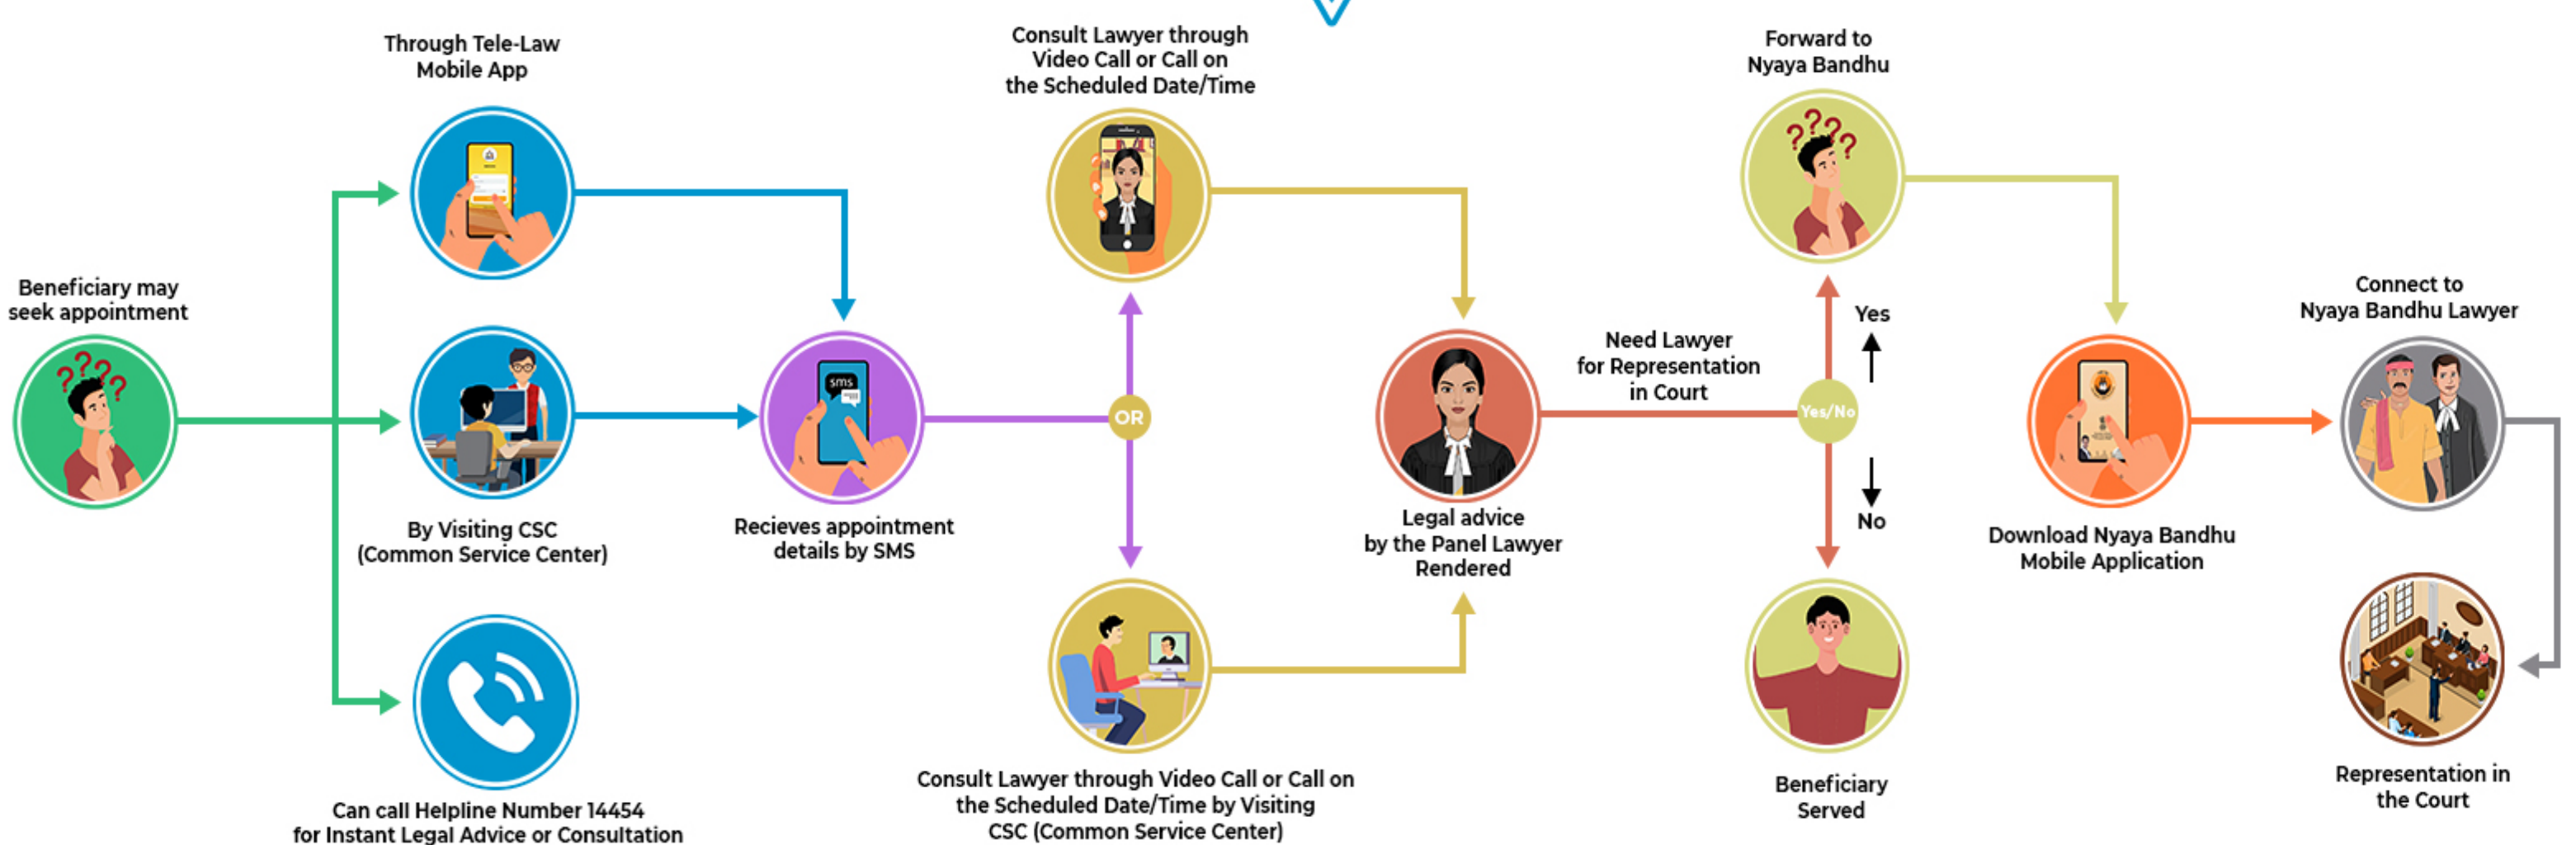 Beneficiary may
seek appointment
Through Tele-Law
Mobile App
By Visiting CSC
(Common Service Center)
Can call Helpline Number 14454
for Instant Legal Advice or Consultation
sms
Recieves appointment
details by SMS
OR
Consult Lawyer through
Video Call or Call on
the Scheduled Date/Time
Consult Lawyer through Video Call or Call on
the Scheduled Date/Time by Visiting
CSC (Common Service Center)
Legal advice
by the Panel Lawyer
Rendered
Need Lawyer
for Representation
in Court
Yes/No
Yes
No
Forward to
Nyaya Bandhu
Beneficiary
Served
Download Nyaya Bandhu
Mobile Application
Connect to
Nyaya Bandhu Lawyer
Representation in
the Court